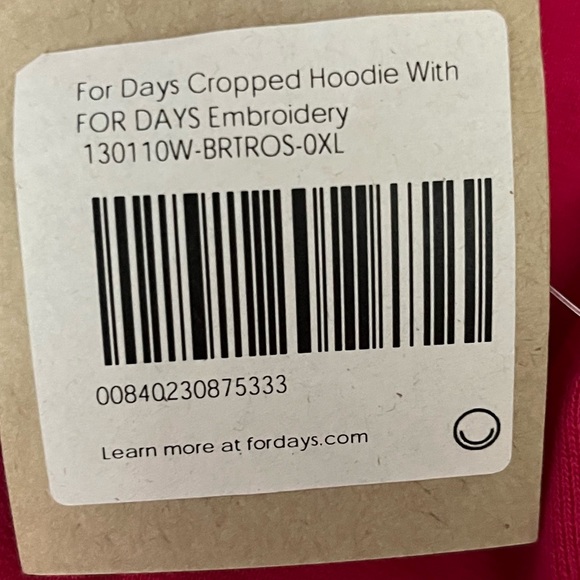 For Days Cropped Hoodie With
FOR DAYS Embroidery
130110W-BRTROS-0XL
00840230875333
Learn more at fordays.com